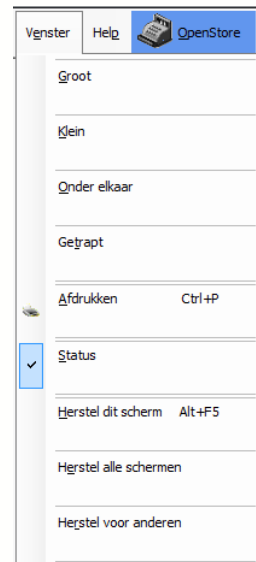 Venster Help OpenStore
Groot
Klein
Onder elkaar
Getrapt
Afdrukken Ctrl+P
Status
Herstel dit scherm Alt+F5
Herstel alle schermen
Herstel voor anderen